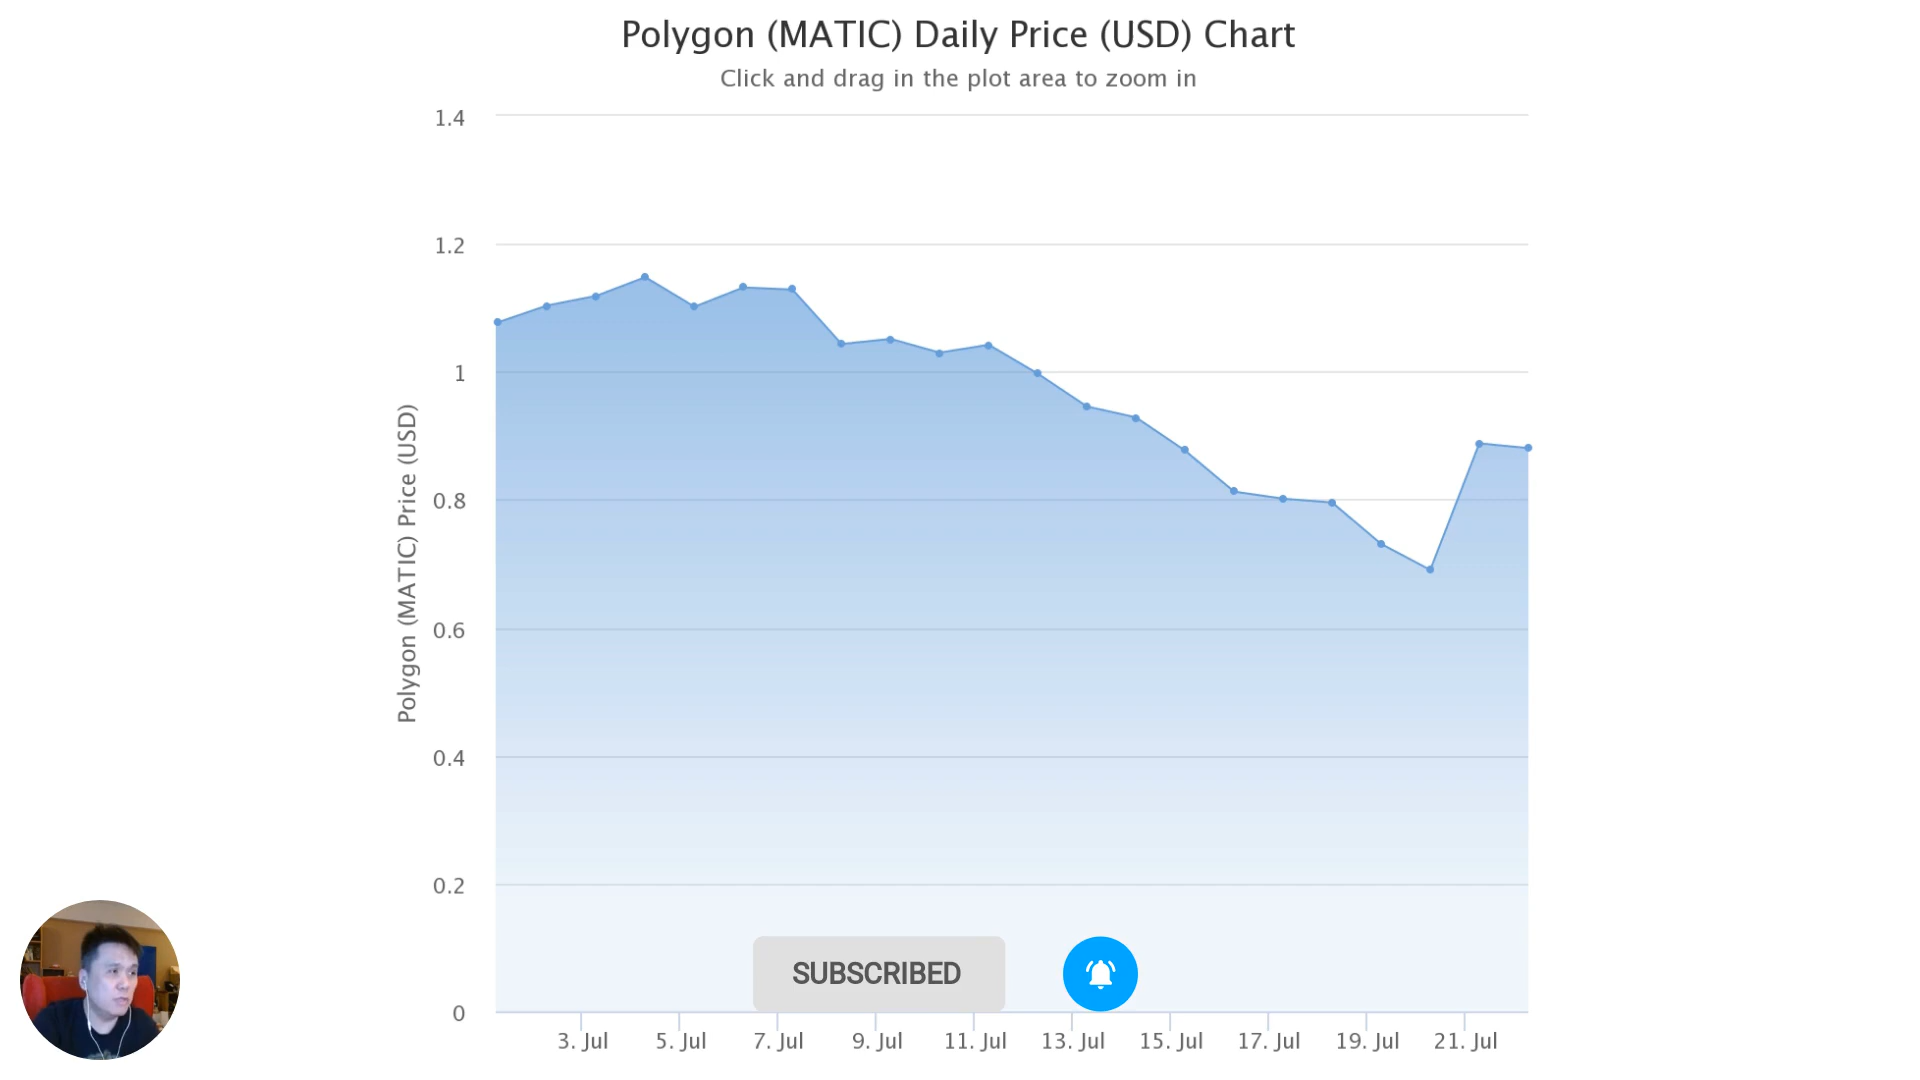 Polygon (MATIC) Daily Price (USD) Chart
Click and drag in the plot area to zoom in
Polygon (MATIC) Price (USD)
1.4
1.2
1
0.8
0.6
0.4
0.2
0
SUBSCRIBED
3. Jul 5. Jul 7. Jul 9. Jul 11. Jul 13. Jul 15. Jul 17. Jul 19. Jul 21. Jul